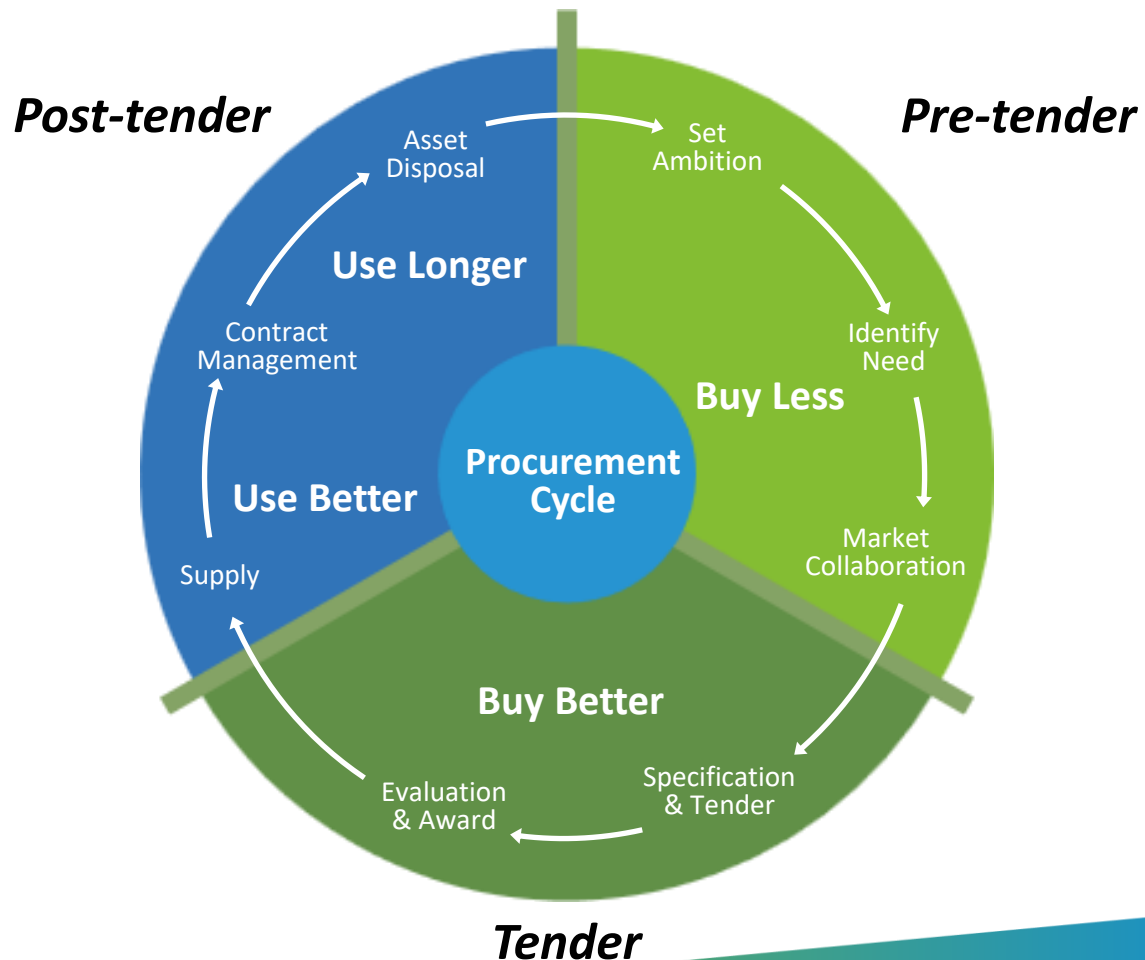 Post-tender
Pre-tender
Asset
Disposal
Set
Ambition
Use Longer
Contract
Management
Identify
Need
Buy Less
Procurement
Cycle
Use Better
Market
Collaboration
Supply
Buy Better
Specification
& Tender
Evaluation
& Award
Tender